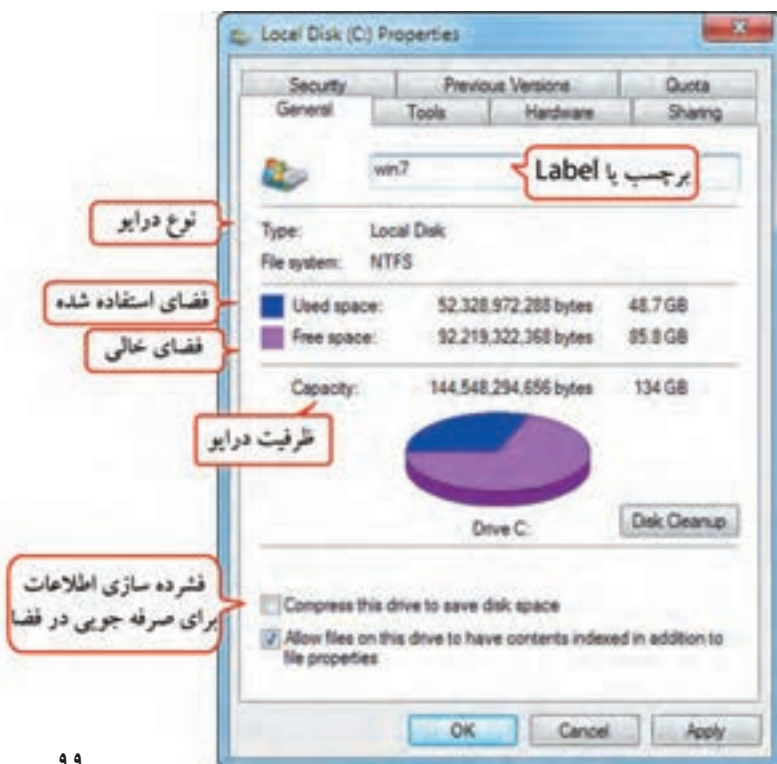 Local Disk (C:) Properties
Security Previous Versions Quota
General Tools Hardware Sharing
win7
برچسب یا Label
نوع درایو
Type: Local Disk
File system: NTFS
فضای استفاده شده
Used space: 52,328,972,288 bytes 48.7 GB
فضای خالی
Free space: 92,219,322,368 bytes 85.8 GB
Capacity: 144,548,294,656 bytes 134 GB
ظرفیت درایو
Drive C:
Disk Cleanup
فشرده سازی اطلاعات
برای صرفه جویی در فضا
Compress this drive to save disk space
Allow files on this drive to have contents indexed in addition to
file properties
OK Cancel Apply
۹۹